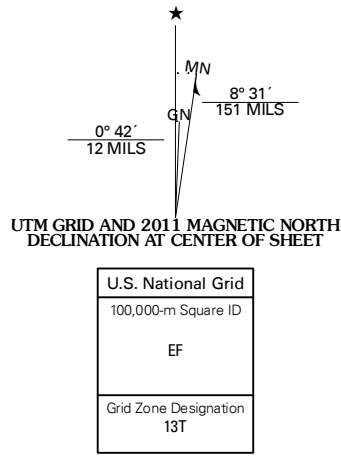 ★
MN
GN
8° 31´
151 MILS
0° 42´
12 MILS
UTM GRID AND 2011 MAGNETIC NORTH
DECLINATION AT CENTER OF SHEET
U.S. National Grid
100,000-m Square ID
EF
Grid Zone Designation
13T